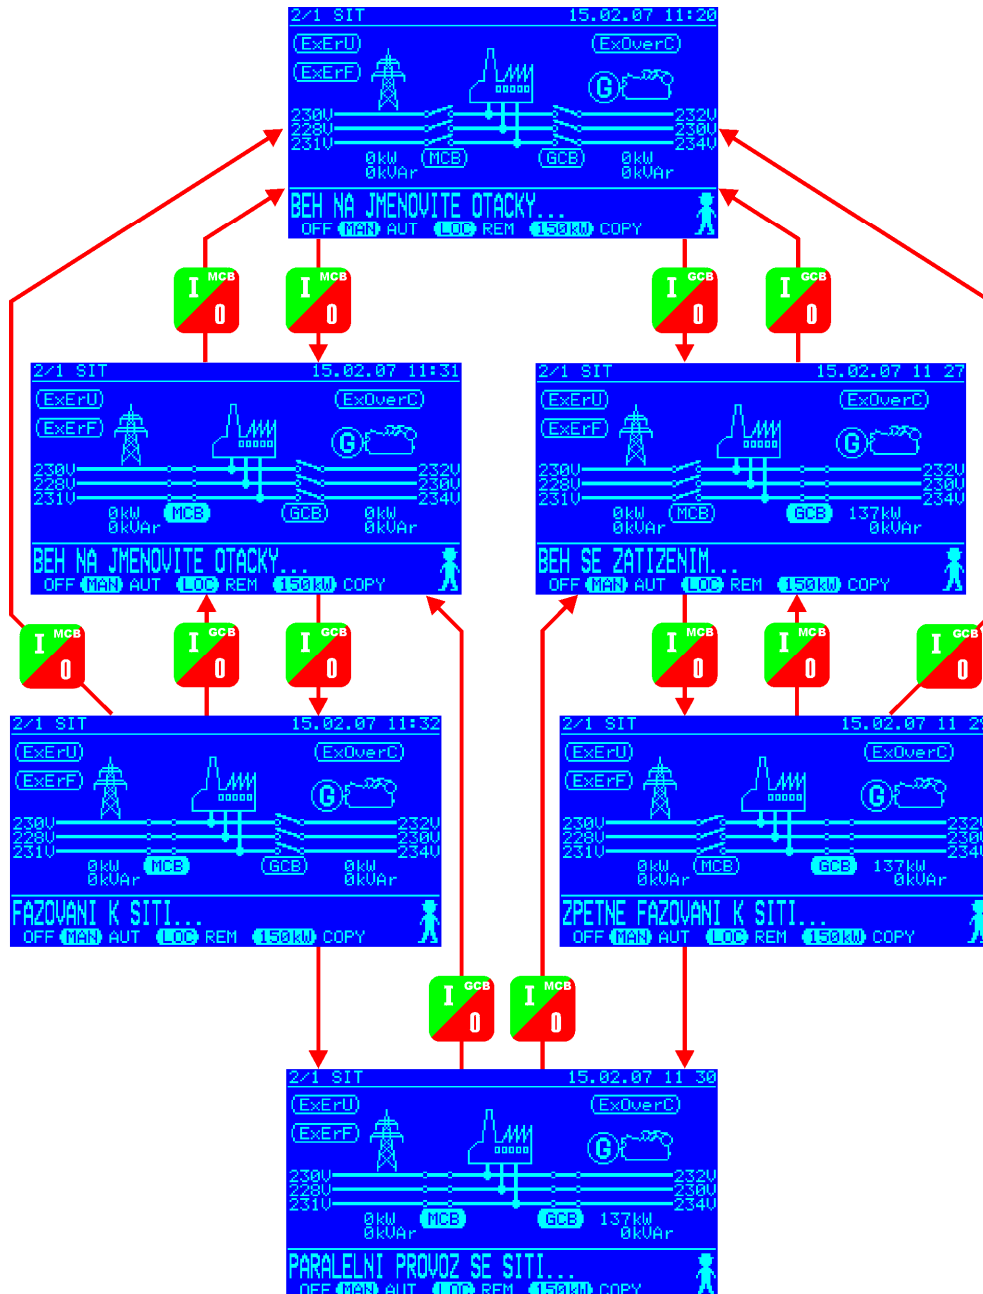 2/1 SIT 15.02.07 11:20
ExErU ExOverC
ExErF G
230V 232V
228V 230V
231V 234V
0kW MCB GCB 0kW
0kVAr 0kVAr
BEH NA JMENOVITE OTACKY...
OFF MAN AUT LOC REM 150kW COPY
I MCB 0
I MCB 0
I GCB 0
I GCB 0
2/1 SIT 15.02.07 11:31
ExErU ExOverC
ExErF G
230V 232V
228V 230V
231V 234V
0kW MCB GCB 0kW
0kVAr 0kVAr
BEH NA JMENOVITE OTACKY...
OFF MAN AUT LOC REM 150kW COPY
2/1 SIT 15.02.07 11 27
ExErU ExOverC
ExErF G
230V 232V
228V 230V
231V 234V
0kW MCB GCB 137kW
0kVAr 0kVAr
BEH SE ZATIZENIM...
OFF MAN AUT LOC REM 150kW COPY
I MCB 0
I GCB 0
I GCB 0
I MCB 0
I MCB 0
I GCB 0
2/1 SIT 15.02.07 11:32
ExErU ExOverC
ExErF G
230V 232V
228V 230V
231V 234V
0kW MCB GCB 0kW
0kVAr 0kVAr
FAZOVANI K SITI...
OFF MAN AUT LOC REM 150kW COPY
2/1 SIT 15.02.07 11 29
ExErU ExOverC
ExErF G
230V 232V
228V 230V
231V 234V
0kW MCB GCB 137kW
0kVAr 0kVAr
ZPETNE FAZOVANI K SITI...
OFF MAN AUT LOC REM 150kW COPY
I GCB 0
I MCB 0
2/1 SIT 15.02.07 11 30
ExErU ExOverC
ExErF G
230V 232V
228V 230V
231V 234V
0kW MCB GCB 137kW
0kVAr 0kVAr
PARALELNI PROVOZ SE SITI...
OFF MAN AUT LOC REM 150kW COPY